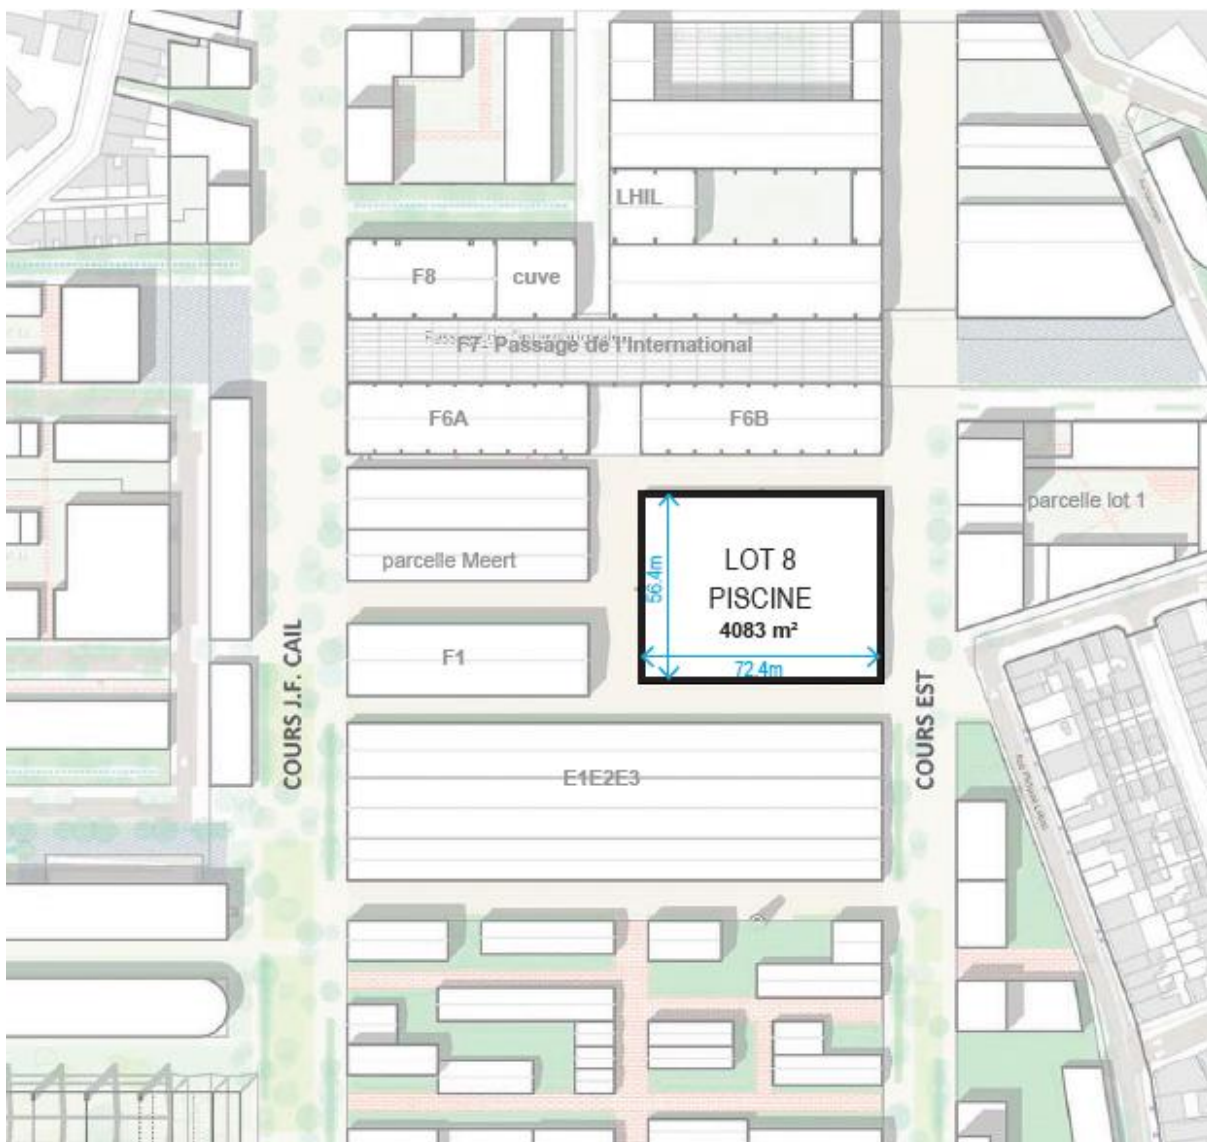 LHIL
F8
cuve
F7- Passage de l'International
F6A
F6B
parcelle lot 1
parcelle Meert
56.4m
LOT 8
PISCINE
4083 m²
72.4m
F1
COURS J.F. CAIL
COURS EST
E1E2E3